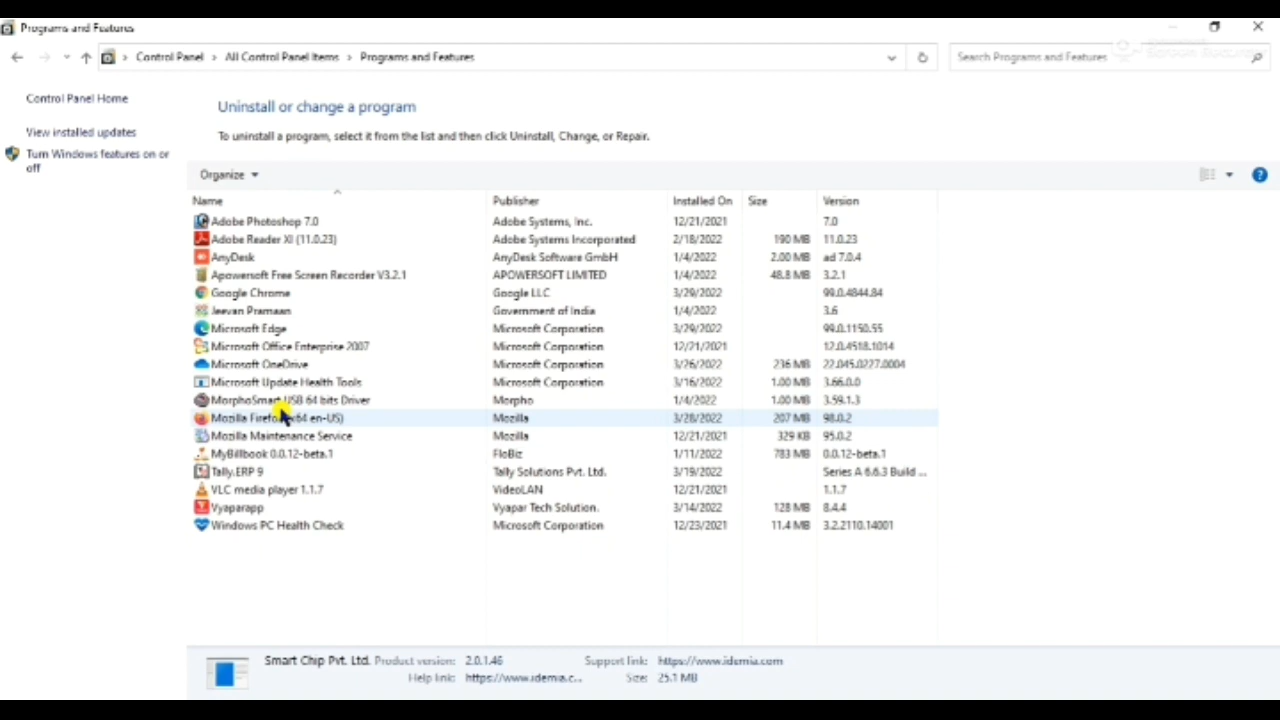 Programs and Features
Control Panel › All Control Panel Items › Programs and Features
Search Programs and Features
Control Panel Home
View installed updates
Turn Windows features on or
off
Uninstall or change a program
To uninstall a program, select it from the list and then click Uninstall, Change, or Repair.
Organize
Name Publisher Installed On Size Version
Adobe Photoshop 7.0 Adobe Systems, Inc. 12/21/2021 7.0
Adobe Reader XI (11.0.23) Adobe Systems Incorporated 2/18/2022 190 MB 11.0.23
AnyDesk AnyDesk Software GmbH 1/4/2022 2.00 MB ad 7.0.4
Apowersoft Free Screen Recorder V3.2.1 APOWERSOFT LIMITED 1/4/2022 48.8 MB 3.2.1
Google Chrome Google LLC 3/29/2022 99.0.4844.84
Jeevan Pramaan Government of India 1/4/2022 3.6
Microsoft Edge Microsoft Corporation 3/29/2022 99.0.1150.55
Microsoft Office Enterprise 2007 Microsoft Corporation 12/21/2021 12.0.4518.1014
Microsoft OneDrive Microsoft Corporation 3/26/2022 236 MB 22.045.0227.0004
Microsoft Update Health Tools Microsoft Corporation 3/16/2022 1.00 MB 3.66.0.0
MorphoSmart USB 64 bits Driver Morpho 1/4/2022 1.00 MB 3.59.1.3
Mozilla Firefox (x64 en-US) Mozilla 3/28/2022 207 MB 98.0.2
Mozilla Maintenance Service Mozilla 12/21/2021 329 KB 95.0.2
MyBillbook 0.0.12-beta.1 FloBiz 1/11/2022 783 MB 0.0.12-beta.1
Tally.ERP 9 Tally Solutions Pvt. Ltd. 3/19/2022 Series A 6.6.3 Build ...
VLC media player 1.1.7 VideoLAN 12/21/2021 1.1.7
Vyaparapp Vyapar Tech Solution. 3/14/2022 128 MB 8.4.4
Windows PC Health Check Microsoft Corporation 12/23/2021 11.4 MB 3.2.2110.14001
Smart Chip Pvt. Ltd. Product version: 2.0.1.46 Support link: https://www.idemia.com
Help link: https://www.idemia.c... Size: 25.1 MB